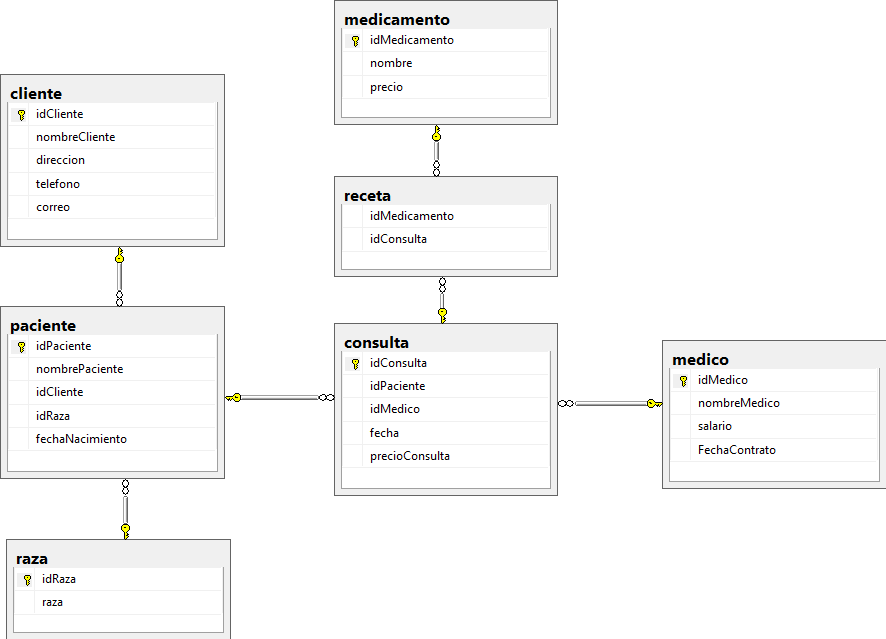 medicamento
idMedicamento
nombre
precio
cliente
idCliente
nombreCliente
direccion
telefono
correo
receta
idMedicamento
idConsulta
paciente
idPaciente
nombrePaciente
idCliente
idRaza
fechaNacimiento
consulta
idConsulta
idPaciente
idMedico
fecha
precioConsulta
medico
idMedico
nombreMedico
salario
FechaContrato
raza
idRaza
raza